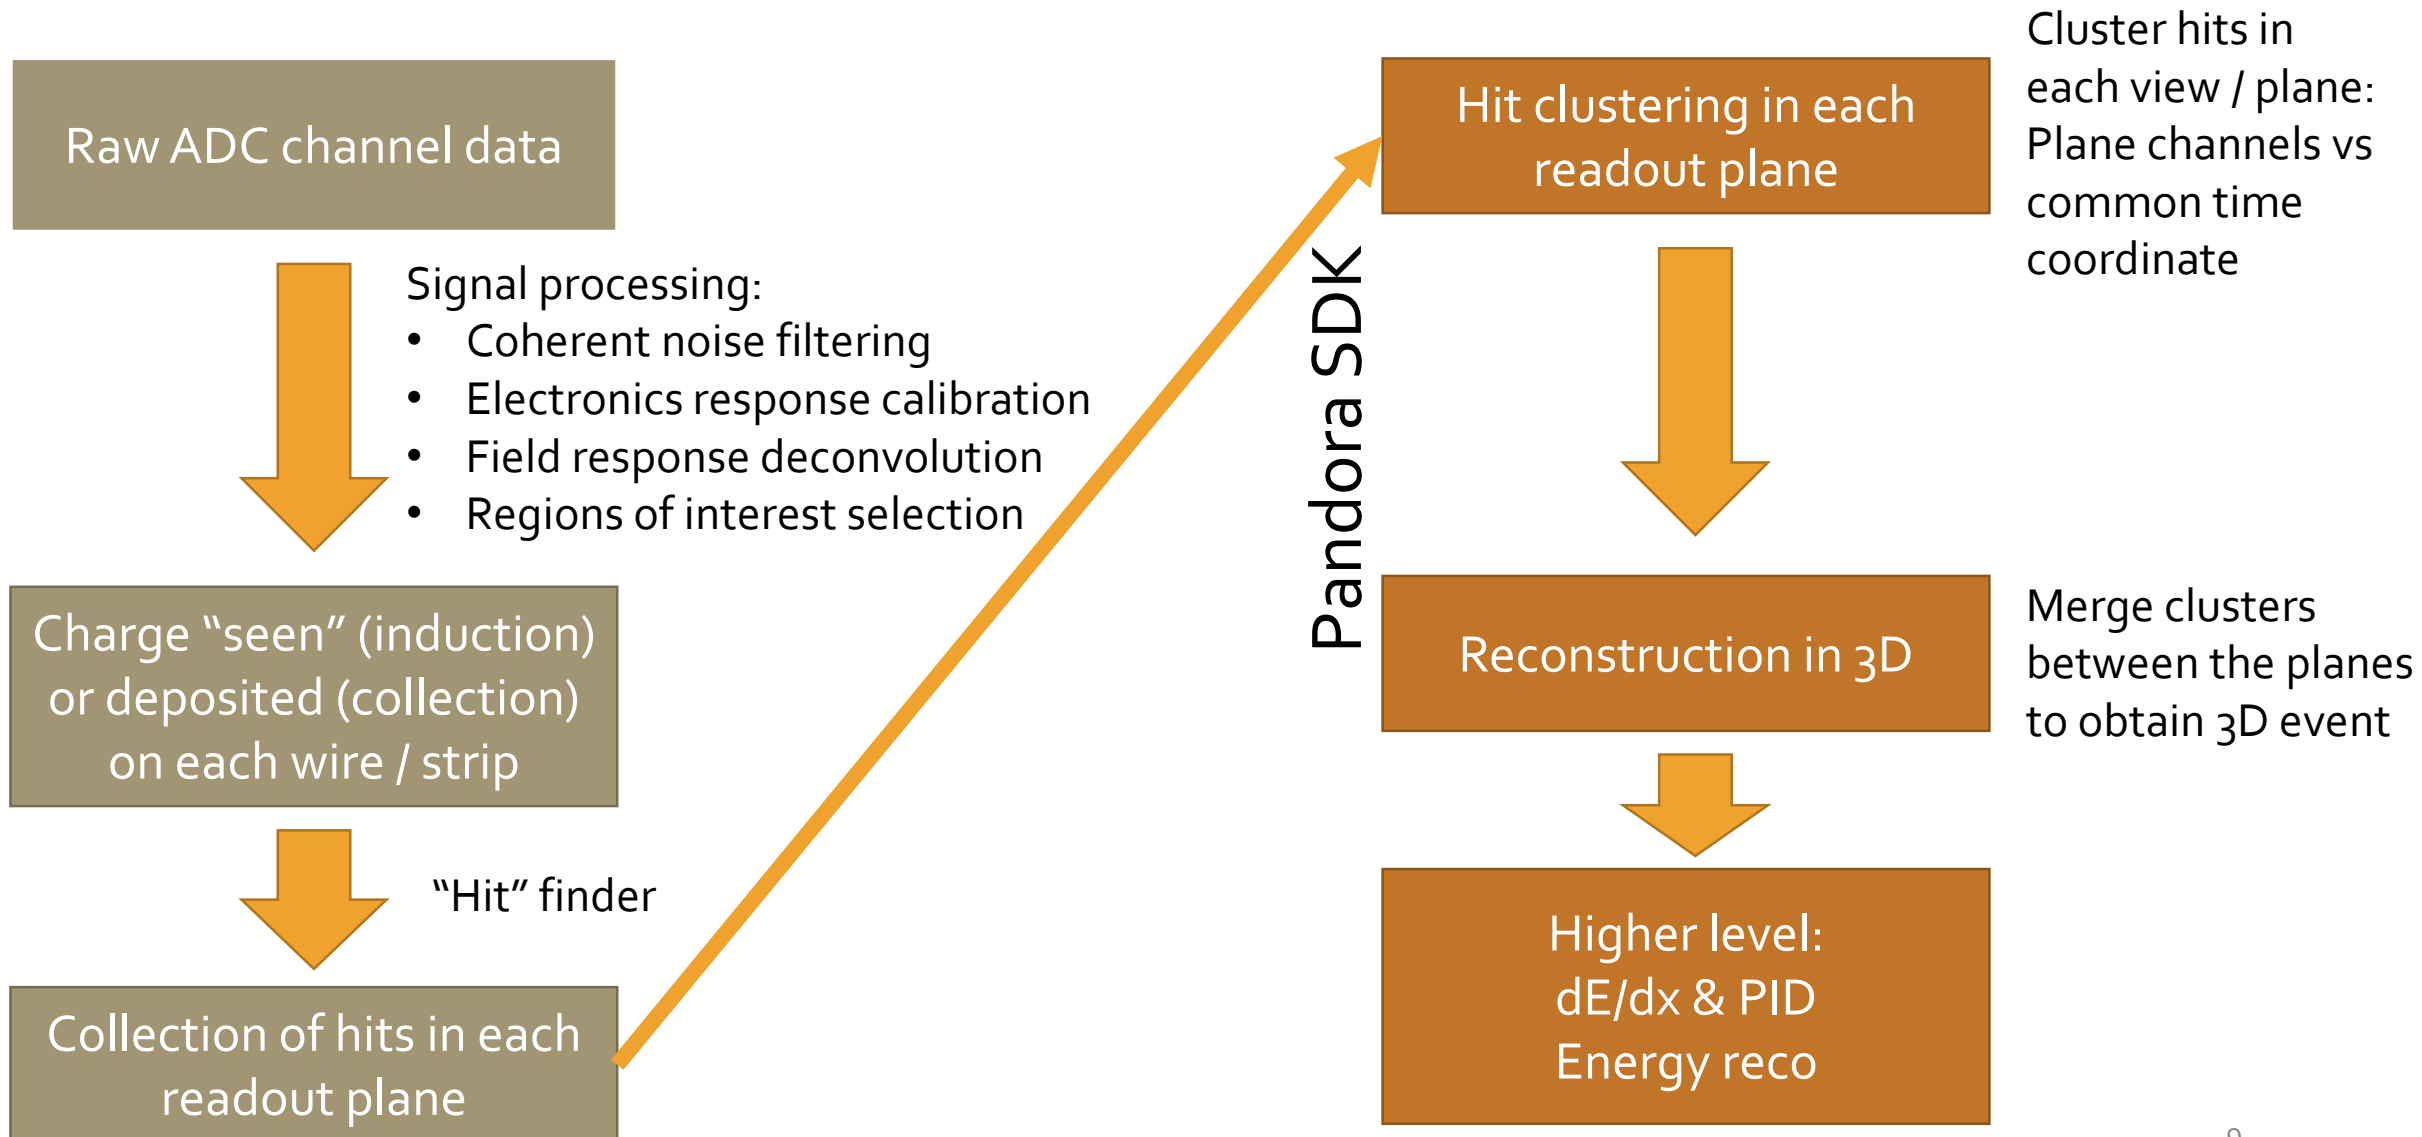 Raw ADC channel data
Signal processing:
• Coherent noise filtering
• Electronics response calibration
• Field response deconvolution
• Regions of interest selection
Charge “seen” (induction)
or deposited (collection)
on each wire / strip
“Hit” finder
Collection of hits in each
readout plane
Pandora SDK
Hit clustering in each
readout plane
Cluster hits in
each view / plane:
Plane channels vs
common time
coordinate
Reconstruction in 3D
Merge clusters
between the planes
to obtain 3D event
Higher level:
dE/dx & PID
Energy reco